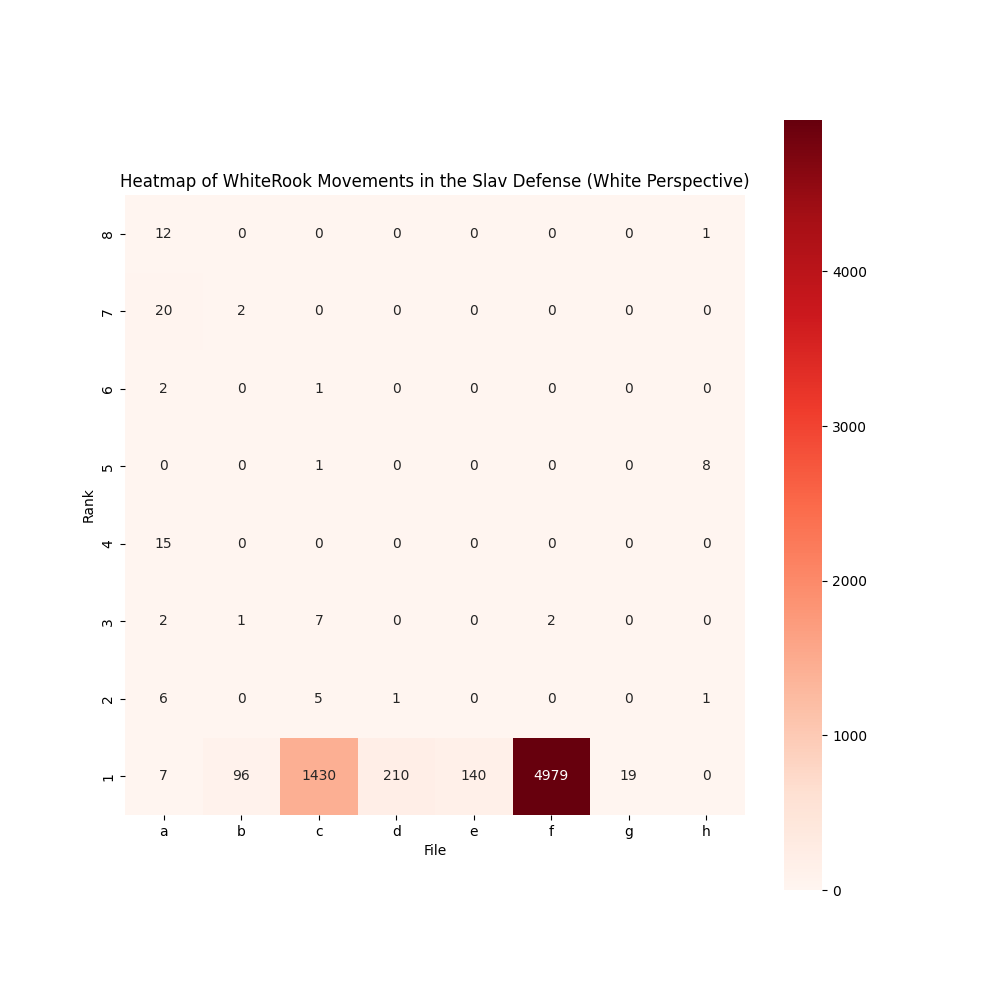 Heatmap of WhiteRook Movements in the Slav Defense (White Perspective)
8 12 0 0 0 0 0 0 1
7 20 2 0 0 0 0 0 0
6 2 0 1 0 0 0 0 0
5 0 0 1 0 0 0 0 8
4 15 0 0 0 0 0 0 0
3 2 1 7 0 0 2 0 0
2 6 0 5 1 0 0 0 1
1 7 96 1430 210 140 4979 19 0
a b c d e f g h
File
Rank
4000
3000
2000
1000
0